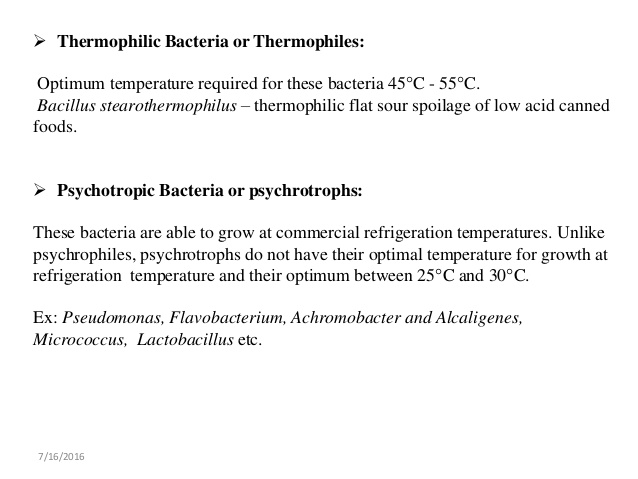 ➢ Thermophilic Bacteria or Thermophiles:
Optimum temperature required for these bacteria 45°C - 55°C.
Bacillus stearothermophilus – thermophilic flat sour spoilage of low acid canned
foods.
➢ Psychotropic Bacteria or psychrotrophs:
These bacteria are able to grow at commercial refrigeration temperatures. Unlike
psychrophiles, psychrotrophs do not have their optimal temperature for growth at
refrigeration temperature and their optimum between 25°C and 30°C.
Ex: Pseudomonas, Flavobacterium, Achromobacter and Alcaligenes,
Micrococcus, Lactobacillus etc.
7/16/2016